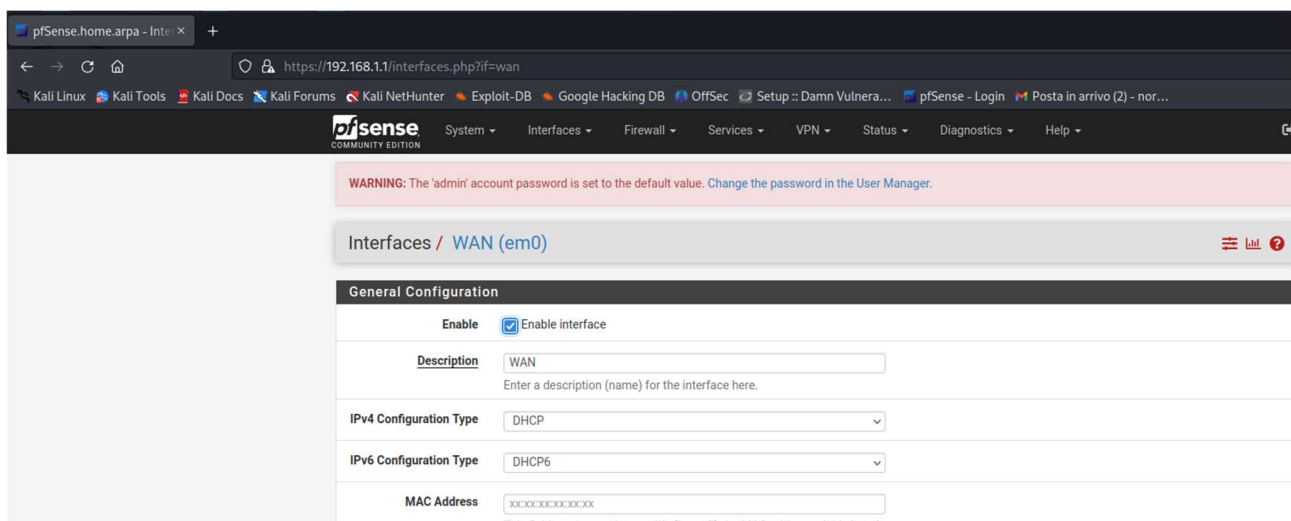 pfSense.home.arpa - Inte
https://192.168.1.1/interfaces.php?if=wan
Kali Linux Kali Tools Kali Docs Kali Forums Kali NetHunter Exploit-DB Google Hacking DB OffSec Setup :: Damn Vulnera... pfSense - Login Posta in arrivo (2) - nor...
pfsense System Interfaces Firewall Services VPN Status Diagnostics Help
COMMUNITY EDITION
WARNING: The 'admin' account password is set to the default value. Change the password in the User Manager.
Interfaces / WAN (em0)
General Configuration
Enable Enable interface
Description WAN
Enter a description (name) for the interface here.
IPv4 Configuration Type DHCP
IPv6 Configuration Type DHCP6
MAC Address xx:xx:xx:xx:xx:xx